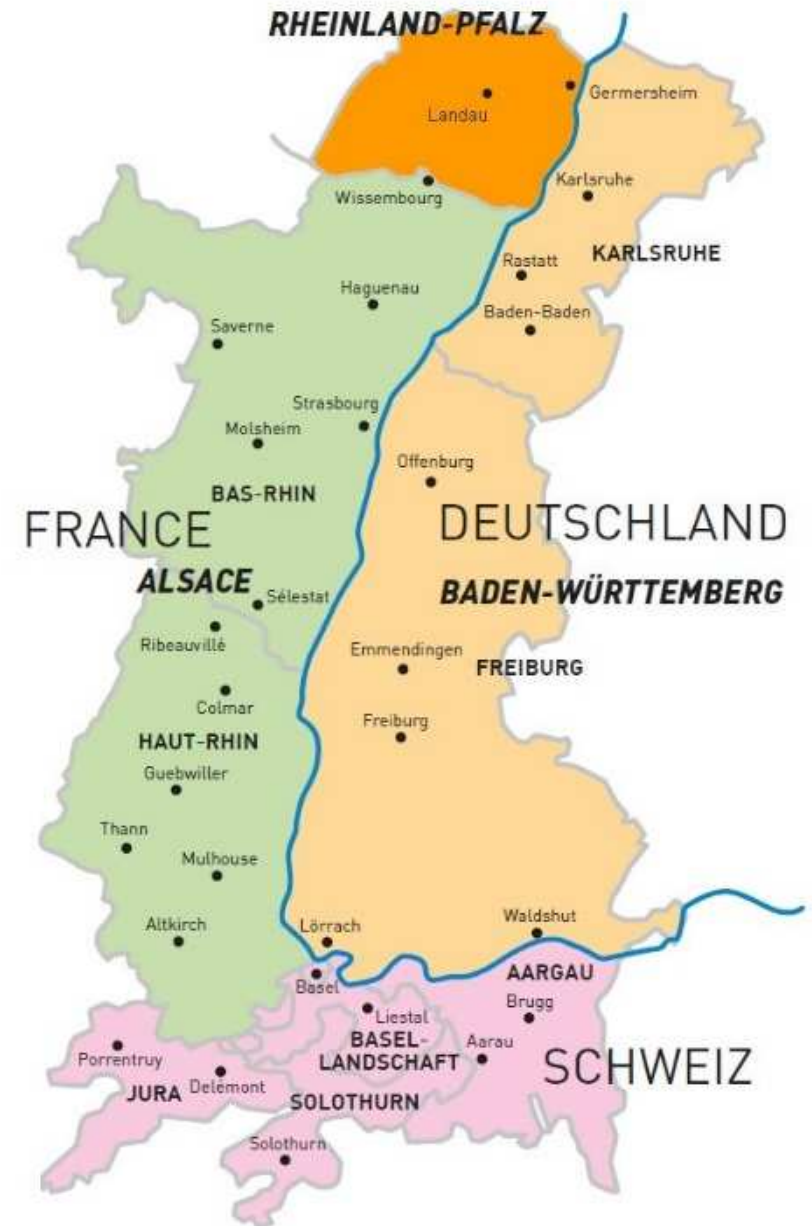 RHEINLAND-PFALZ
Germersheim
Landau
Karlsruhe
Wissembourg
KARLSRUHE
Rastatt
Haguenau
Baden-Baden
Saverne
Strasbourg
Molsheim
Offenburg
BAS-RHIN
FRANCE
DEUTSCHLAND
ALSACE
Sélestat
BADEN-WÜRTTEMBERG
Ribeauvillé
Emmendingen
FREIBURG
Colmar
Freiburg
HAUT-RHIN
Guebwiller
Thann
Mulhouse
Altkirch
Lörrach
Waldshut
Basel
AARGAU
Brugg
Liestal
BASEL-
LANDSCHAFT
Aarau
Porrentruy
SCHWEIZ
Delémont
JURA
SOLOTHURN
Solothurn